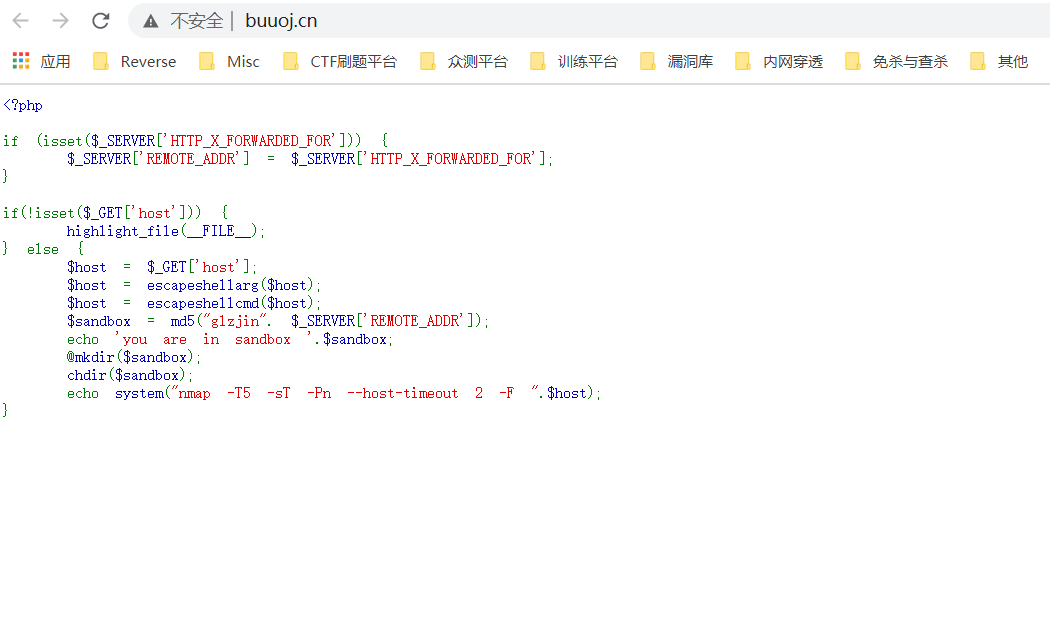 不安全 | buuoj.cn
应用 Reverse Misc CTF刷题平台 众测平台 训练平台 漏洞库 内网穿透 免杀与查杀 其他
<?php
if (isset($_SERVER['HTTP_X_FORWARDED_FOR'])) {
$_SERVER['REMOTE_ADDR'] = $_SERVER['HTTP_X_FORWARDED_FOR'];
}
if(!isset($_GET['host'])) {
highlight_file(__FILE__);
} else {
$host = $_GET['host'];
$host = escapeshellarg($host);
$host = escapeshellcmd($host);
$sandbox = md5("glzjin". $_SERVER['REMOTE_ADDR']);
echo 'you are in sandbox '.$sandbox;
@mkdir($sandbox);
chdir($sandbox);
echo system("nmap -T5 -sT -Pn --host-timeout 2 -F ".$host);
}